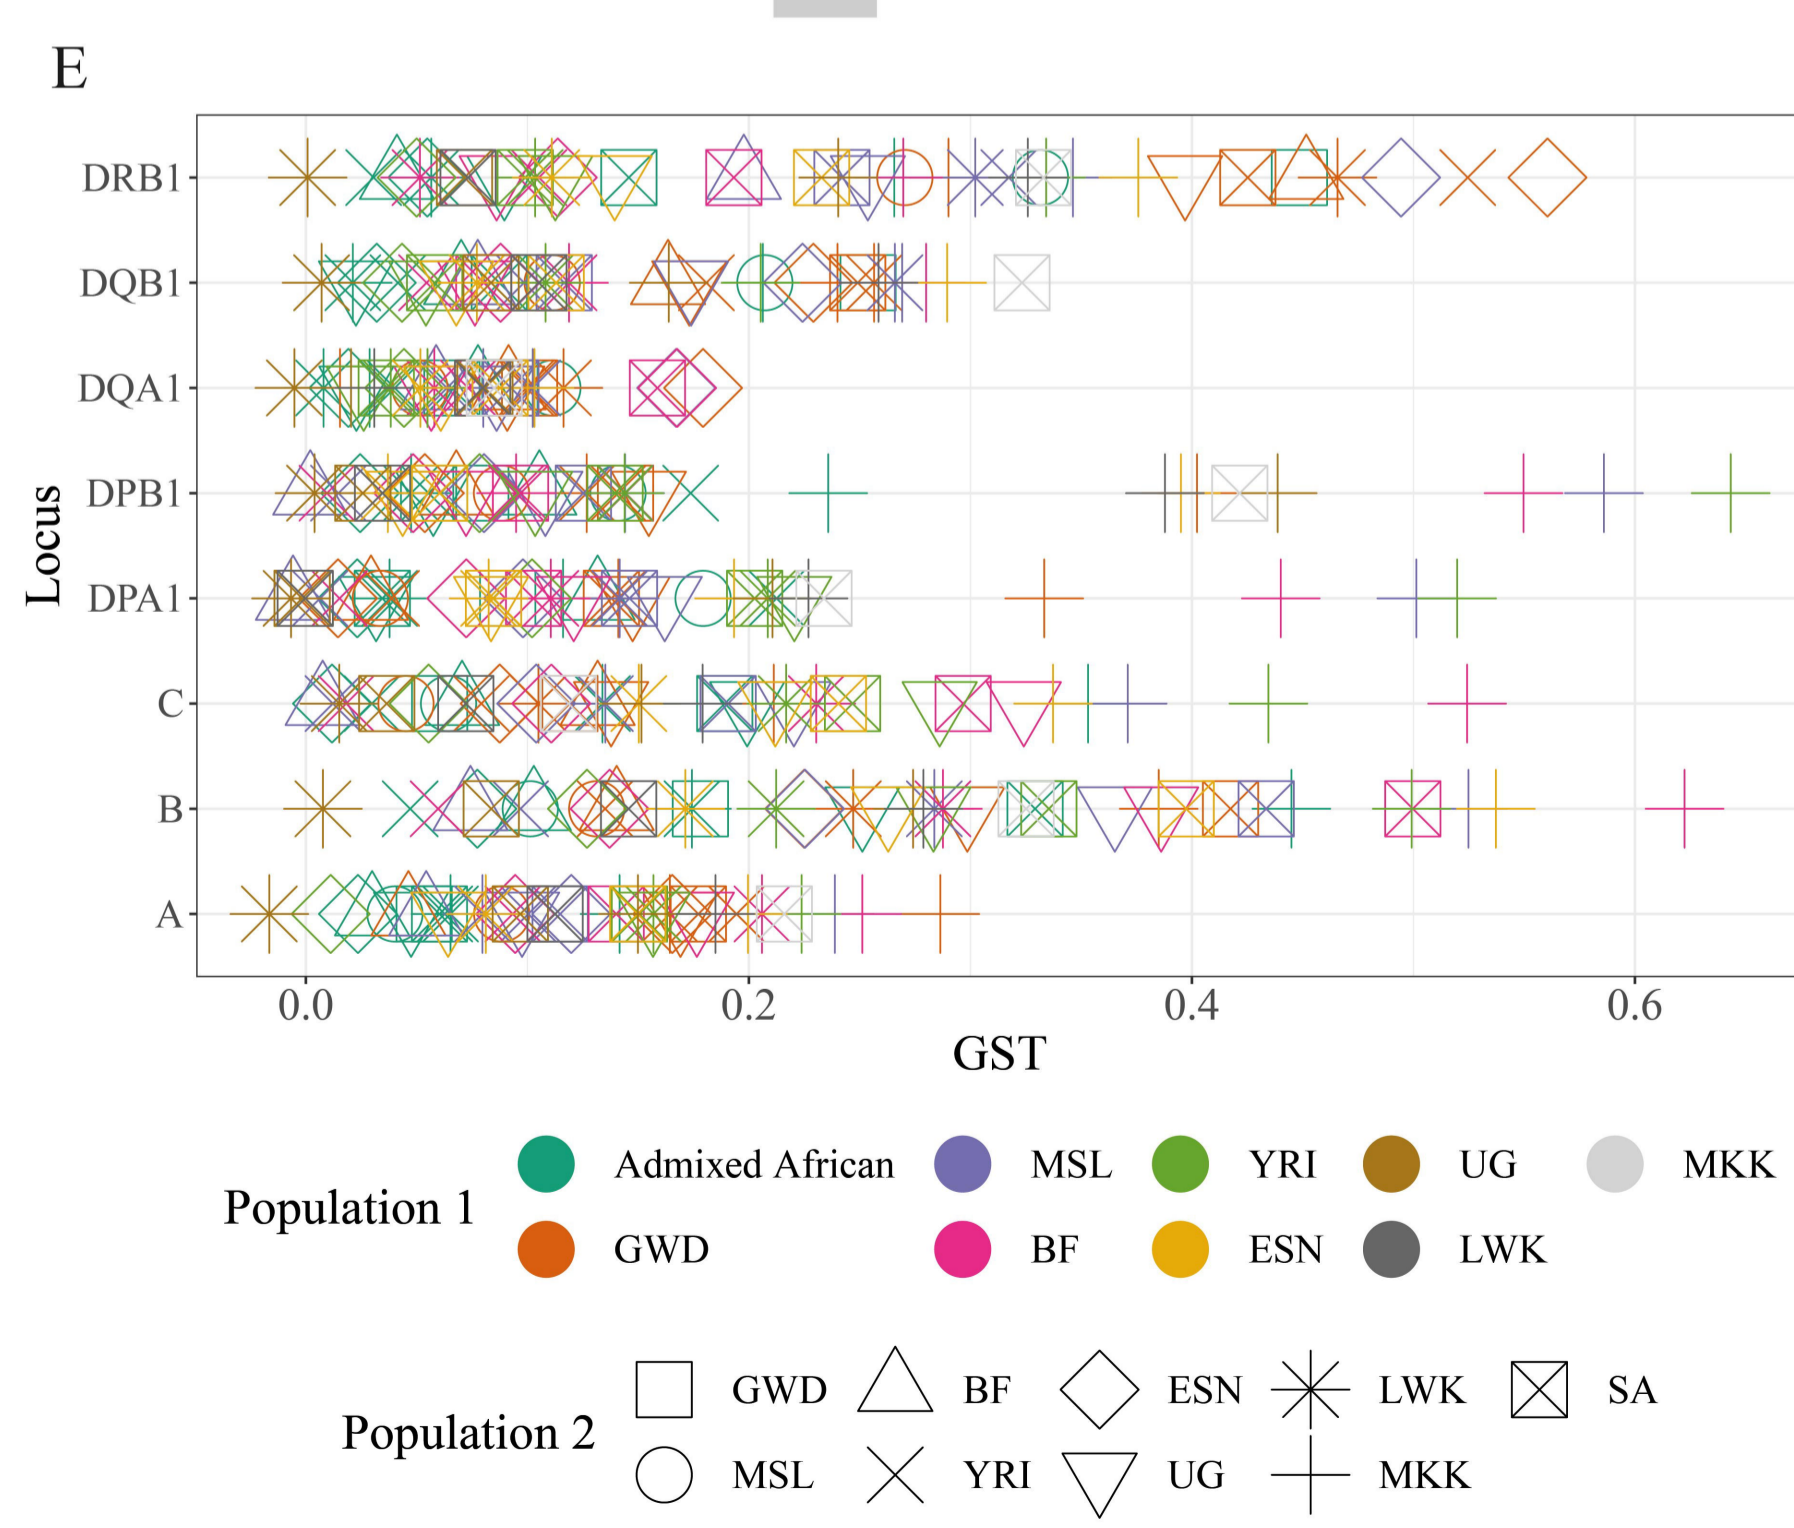 E
DRB1
DQB1
DQA1
DPB1
DPA1
C
B
A
Locus
0.0 0.2 0.4 0.6
GST
Population 1
Admixed African MSL YRI UG MKK
GWD BF ESN LWK
Population 2
GWD BF ESN LWK SA
MSL YRI UG MKK